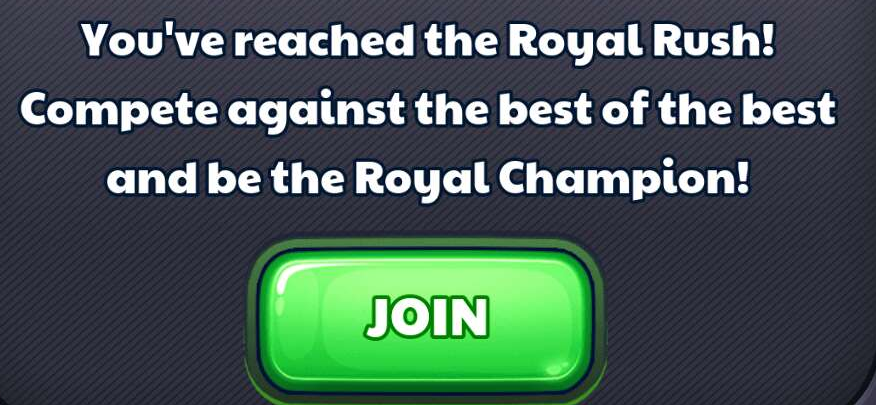 You've reached the Royal Rush!
Compete against the best of the best
and be the Royal Champion!
JOIN